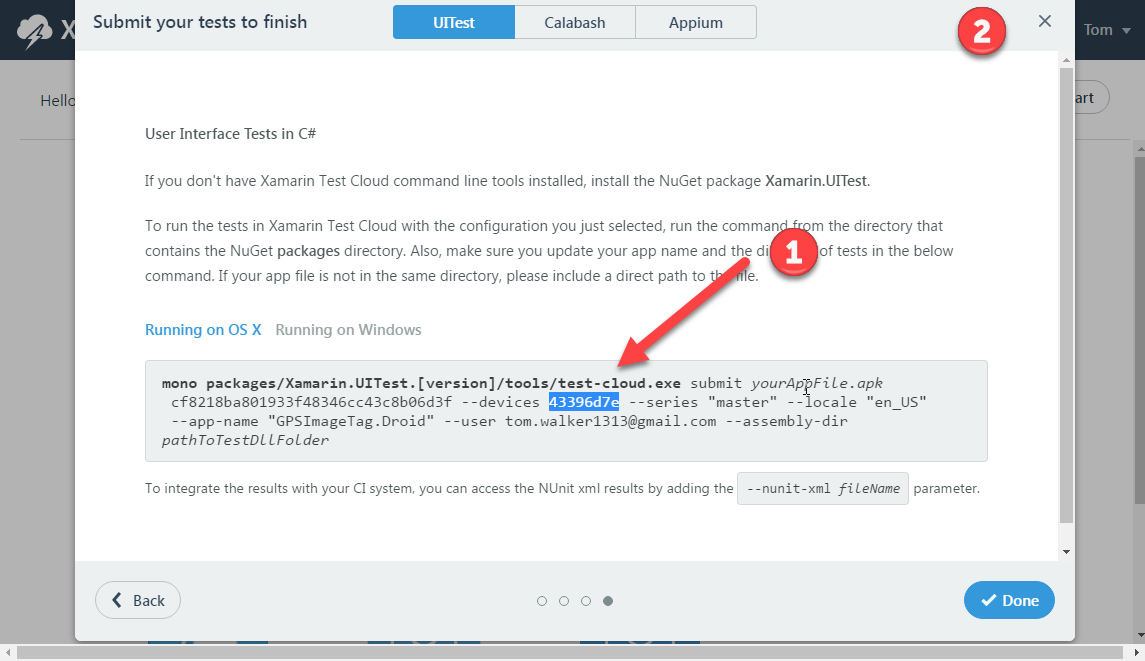 Submit your tests to finish
UITest
Calabash
Appium
2
X
Tom
Hello
art
User Interface Tests in C#
If you don't have Xamarin Test Cloud command line tools installed, install the NuGet package Xamarin.UITest.
To run the tests in Xamarin Test Cloud with the configuration you just selected, run the command from the directory that
contains the NuGet packages directory. Also, make sure you update your app name and the di of tests in the below
command. If your app file is not in the same directory, please include a direct path to the file.
1
Running on OS X Running on Windows
mono packages/Xamarin.UITest.[version]/tools/test-cloud.exe submit yourAppFile.apk
cf8218ba801933f48346cc43c8b06d3f --devices 43396d7e --series "master" --locale "en_US"
--app-name "GPSImageTag.Droid" --user tom.walker1313@gmail.com --assembly-dir
pathToTestDllFolder
To integrate the results with your CI system, you can access the NUnit xml results by adding the --nunit-xml fileName parameter.
Back
Done